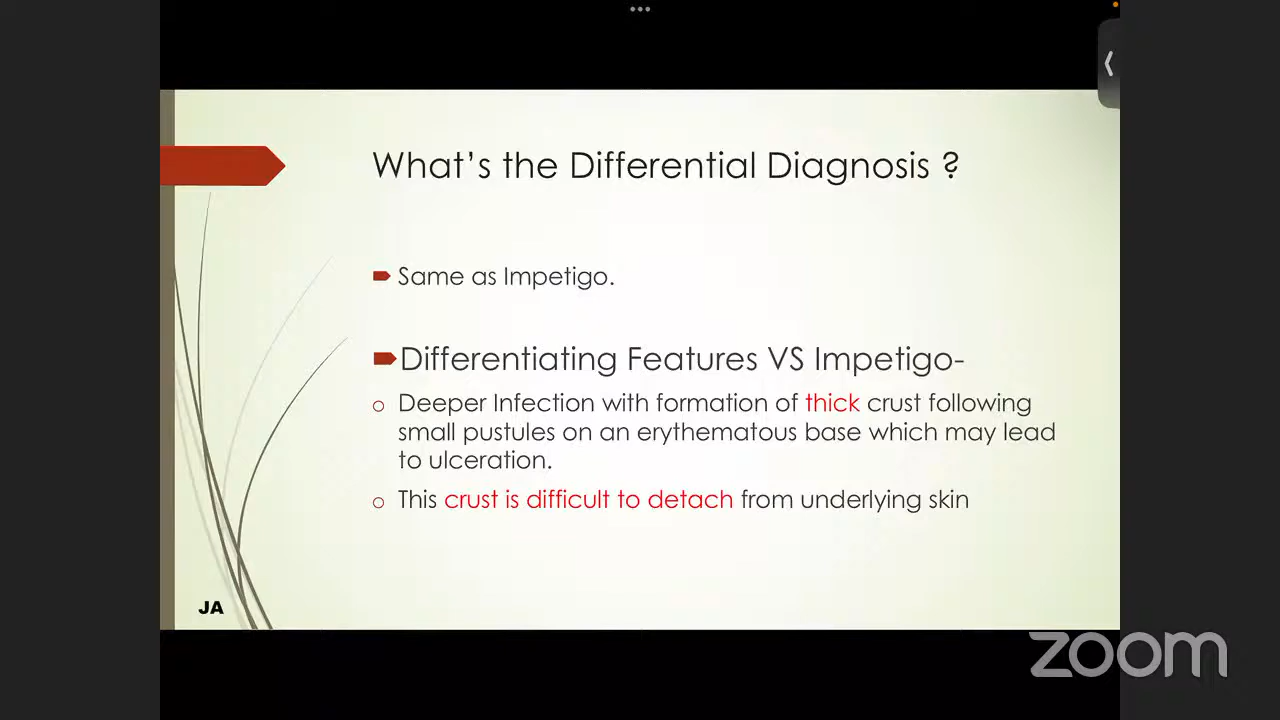 What's the Differential Diagnosis ?
Same as Impetigo.
Differentiating Features VS Impetigo-
Deeper Infection with formation of thick crust following
small pustules on an erythematous base which may lead
to ulceration.
This crust is difficult to detach from underlying skin
JA
zoom